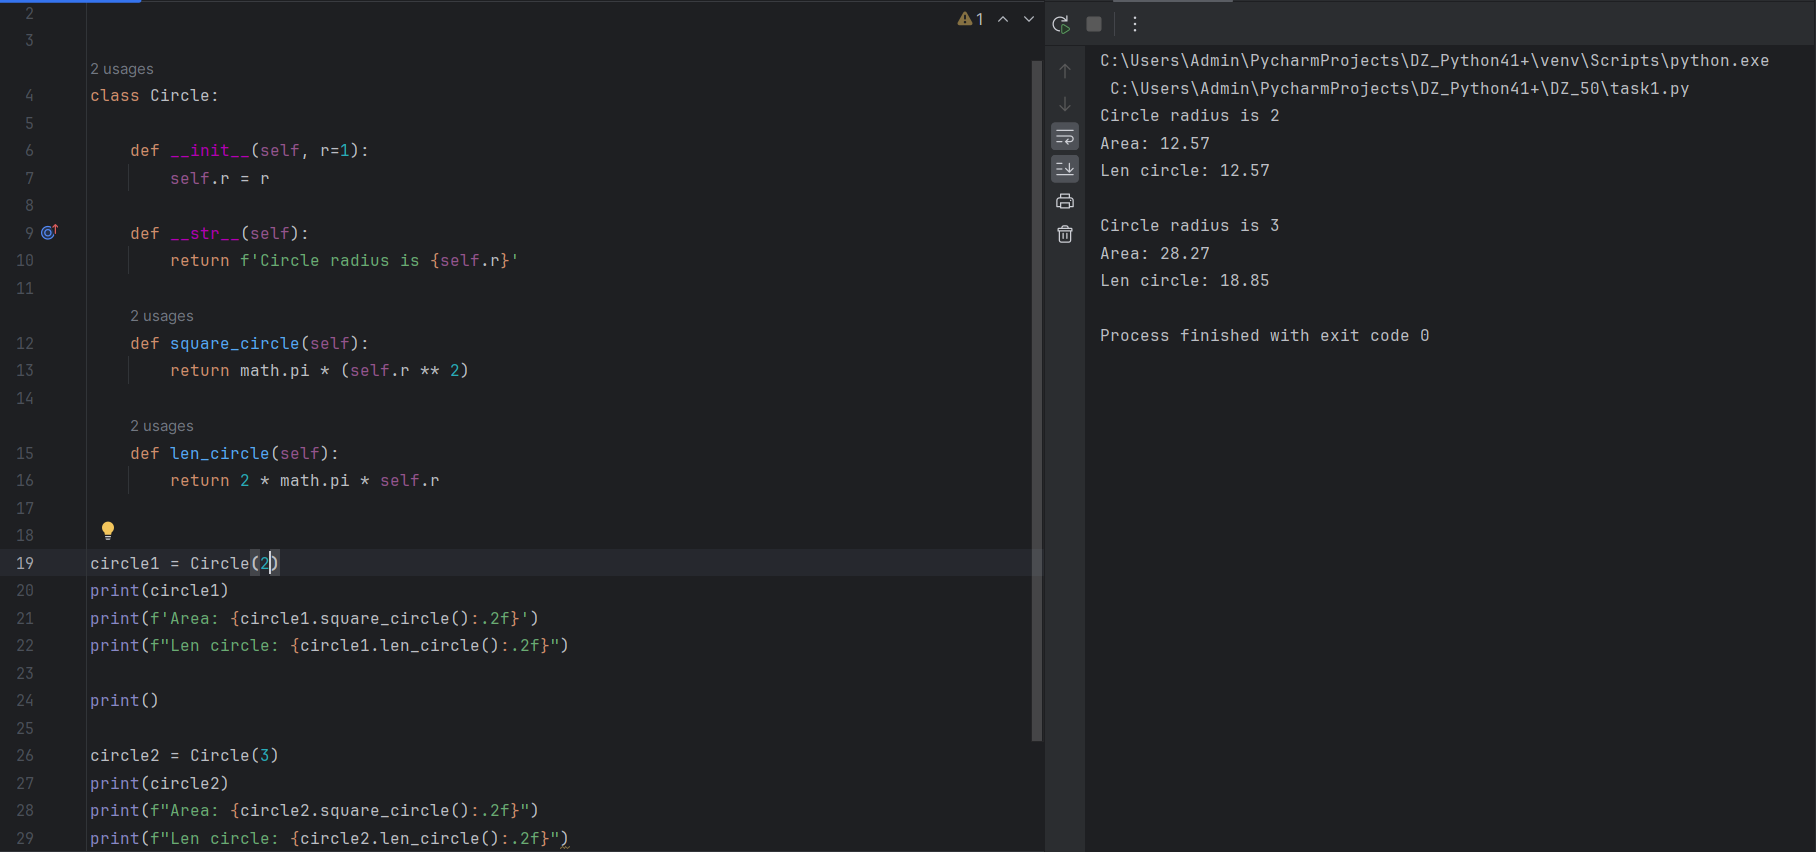 2
3
2 usages
4 class Circle:
5
6     def __init__(self, r=1):
7         self.r = r
8
9     def __str__(self):
10         return f'Circle radius is {self.r}'
11
2 usages
12     def square_circle(self):
13         return math.pi * (self.r ** 2)
14
2 usages
15     def len_circle(self):
16         return 2 * math.pi * self.r
17
18
19 circle1 = Circle(2)
20 print(circle1)
21 print(f'Area: {circle1.square_circle():.2f}')
22 print(f"Len circle: {circle1.len_circle():.2f}")
23
24 print()
25
26 circle2 = Circle(3)
27 print(circle2)
28 print(f"Area: {circle2.square_circle():.2f}")
29 print(f"Len circle: {circle2.len_circle():.2f}")
1
C:\Users\Admin\PycharmProjects\DZ_Python41+\venv\Scripts\python.exe
C:\Users\Admin\PycharmProjects\DZ_Python41+\DZ_50\task1.py
Circle radius is 2
Area: 12.57
Len circle: 12.57
Circle radius is 3
Area: 28.27
Len circle: 18.85
Process finished with exit code 0